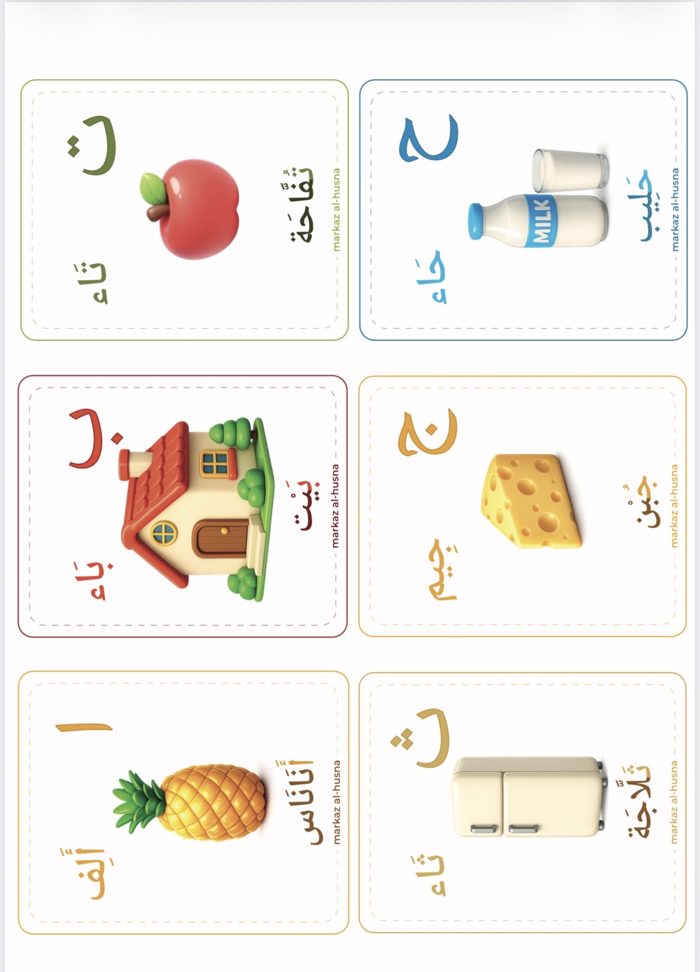 ا
أَلِف
أَنَانَاس
markaz al-husna
ب
بَاء
بَيْت
markaz al-husna
ت
تَاء
تُفَّاحَة
markaz al-husna
ث
ثَاء
ثَلَّاجَة
markaz al-husna
ج
جِيم
جُبْن
markaz al-husna
ح
حَاء
MILK
حَلِيب
markaz al-husna